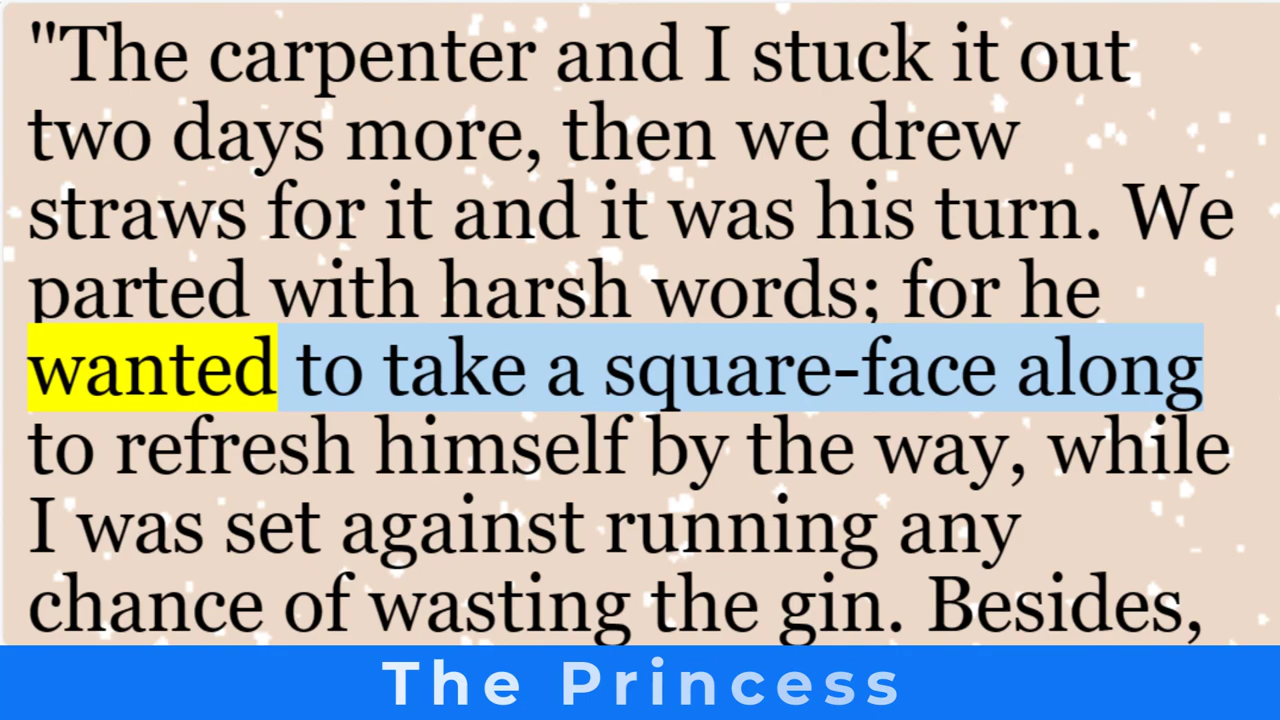 "The carpenter and I stuck it out
two days more, then we drew
straws for it and it was his turn. We
parted with harsh words; for he
wanted to take a square-face along
to refresh himself by the way, while
I was set against running any
chance of wasting the gin. Besides,
The Princess